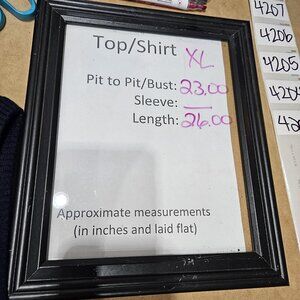 Top/Shirt XL
Pit to Pit/Bust: 23.00
Sleeve: __
Length: 26.00
Approximate measurements
(in inches and laid flat)
4207
4206
4205